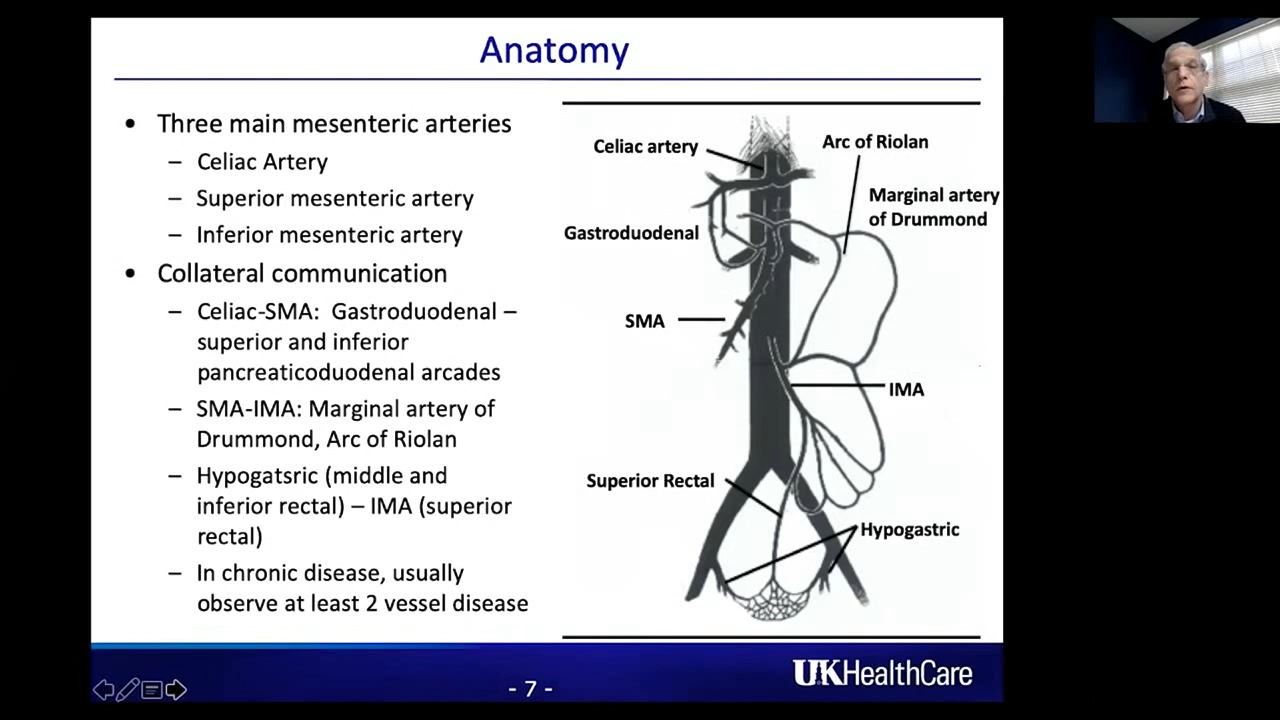 Anatomy
• Three main mesenteric arteries
– Celiac Artery
– Superior mesenteric artery
– Inferior mesenteric artery
• Collateral communication
– Celiac-SMA: Gastroduodenal –
superior and inferior
pancreaticoduodenal arcades
– SMA-IMA: Marginal artery of
Drummond, Arc of Riolan
– Hypogatsric (middle and
inferior rectal) – IMA (superior
rectal)
– In chronic disease, usually
observe at least 2 vessel disease
Celiac artery
Arc of Riolan
Marginal artery
of Drummond
Gastroduodenal
SMA
IMA
Superior Rectal
Hypogastric
- 7 -
UKHealthCare